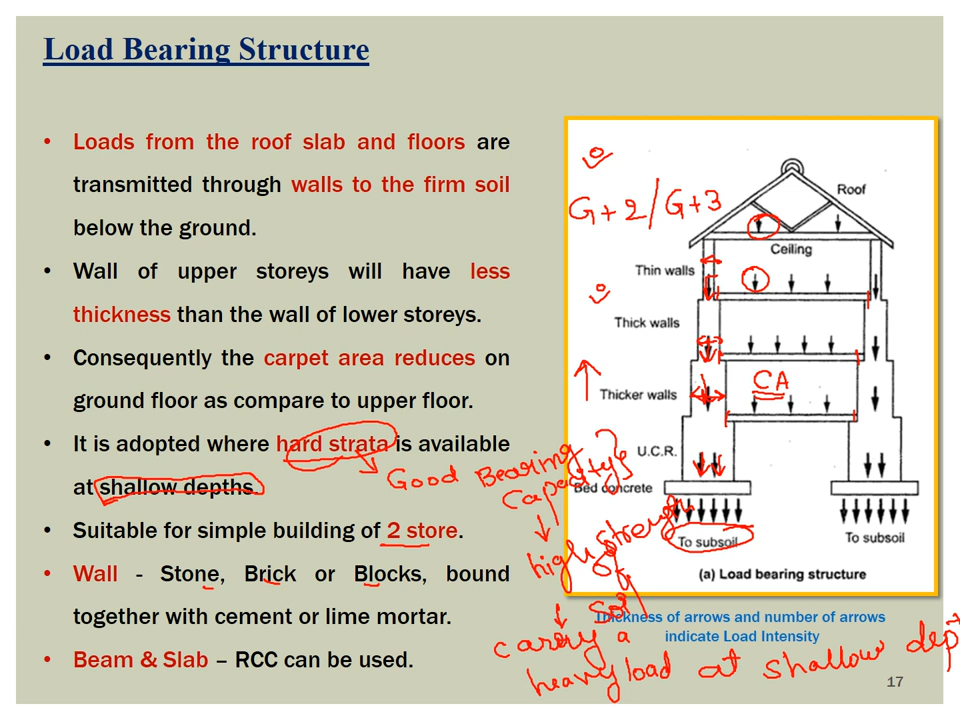 Load Bearing Structure
• Loads from the roof slab and floors are
transmitted through walls to the firm soil
below the ground.
• Wall of upper storeys will have less
thickness than the wall of lower storeys.
• Consequently the carpet area reduces on
ground floor as compare to upper floor.
• It is adopted where hard strata is available
at shallow depths.
• Suitable for simple building of 2 store.
• Wall - Stone, Brick or Blocks, bound
together with cement or lime mortar.
• Beam & Slab – RCC can be used.
G+2/G+3
Roof
Ceiling
Thin walls
Thick walls
Thicker walls
CA
U.C.R.
Bed concrete
To subsoil
To subsoil
(a) Load bearing structure
Good Bearing
Capacity?
high strength
of
soil
carry a
heavy load at shallow
Thickness of arrows and number of arrows
indicate Load Intensity
17